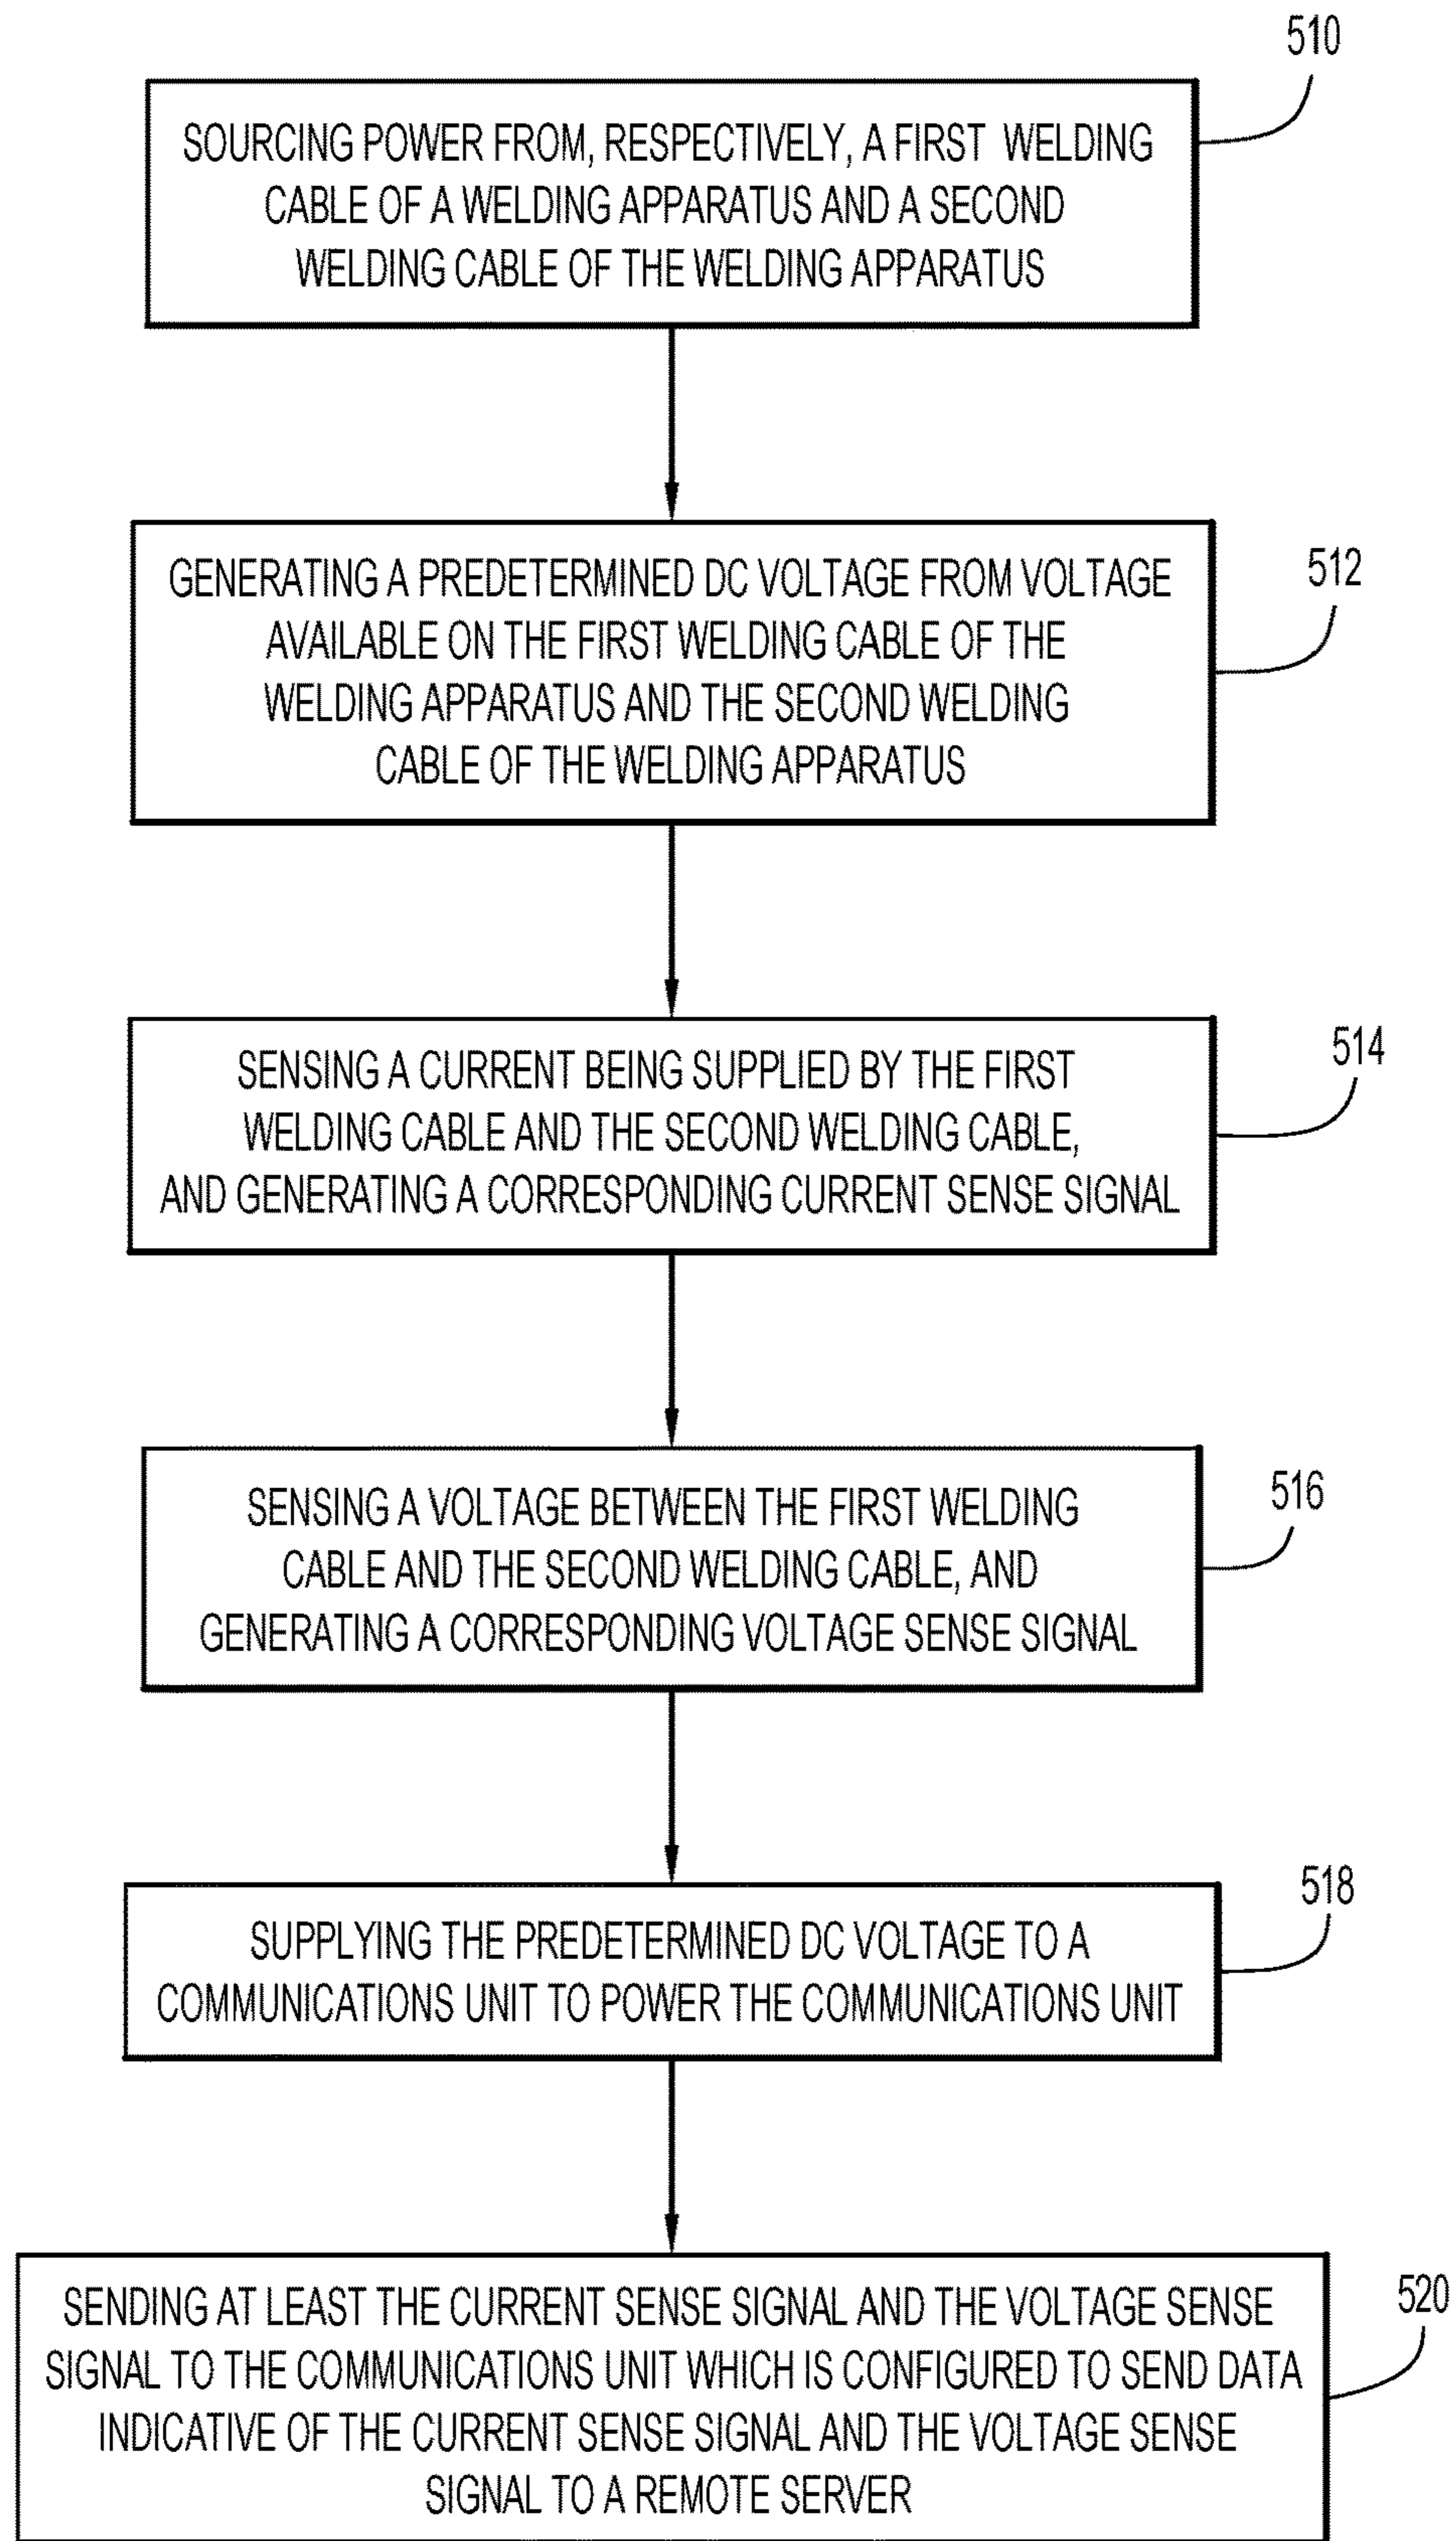 510
SOURCING POWER FROM, RESPECTIVELY, A FIRST WELDING
CABLE OF A WELDING APPARATUS AND A SECOND
WELDING CABLE OF THE WELDING APPARATUS
512
GENERATING A PREDETERMINED DC VOLTAGE FROM VOLTAGE
AVAILABLE ON THE FIRST WELDING CABLE OF THE
WELDING APPARATUS AND THE SECOND WELDING
CABLE OF THE WELDING APPARATUS
514
SENSING A CURRENT BEING SUPPLIED BY THE FIRST
WELDING CABLE AND THE SECOND WELDING CABLE,
AND GENERATING A CORRESPONDING CURRENT SENSE SIGNAL
516
SENSING A VOLTAGE BETWEEN THE FIRST WELDING
CABLE AND THE SECOND WELDING CABLE, AND
GENERATING A CORRESPONDING VOLTAGE SENSE SIGNAL
518
SUPPLYING THE PREDETERMINED DC VOLTAGE TO A
COMMUNICATIONS UNIT TO POWER THE COMMUNICATIONS UNIT
520
SENDING AT LEAST THE CURRENT SENSE SIGNAL AND THE VOLTAGE SENSE
SIGNAL TO THE COMMUNICATIONS UNIT WHICH IS CONFIGURED TO SEND DATA
INDICATIVE OF THE CURRENT SENSE SIGNAL AND THE VOLTAGE SENSE
SIGNAL TO A REMOTE SERVER